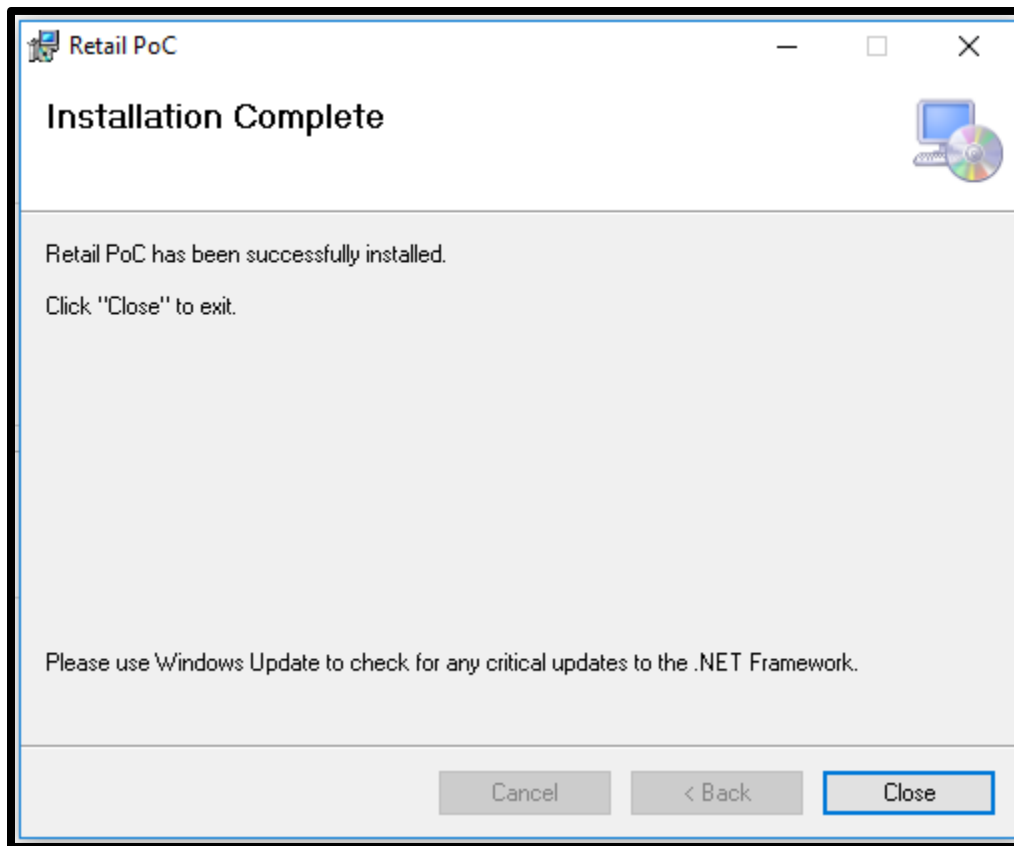 Retail PoC
Installation Complete
Retail PoC has been successfully installed.
Click "Close" to exit.
Please use Windows Update to check for any critical updates to the .NET Framework.
Cancel
< Back
Close